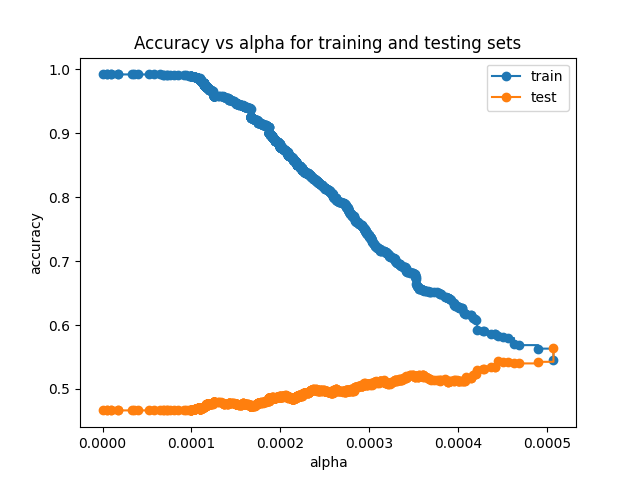 Accuracy vs alpha for training and testing sets
train
test
1.0
0.9
0.8
0.7
0.6
0.5
accuracy
0.0000 0.0001 0.0002 0.0003 0.0004 0.0005
alpha